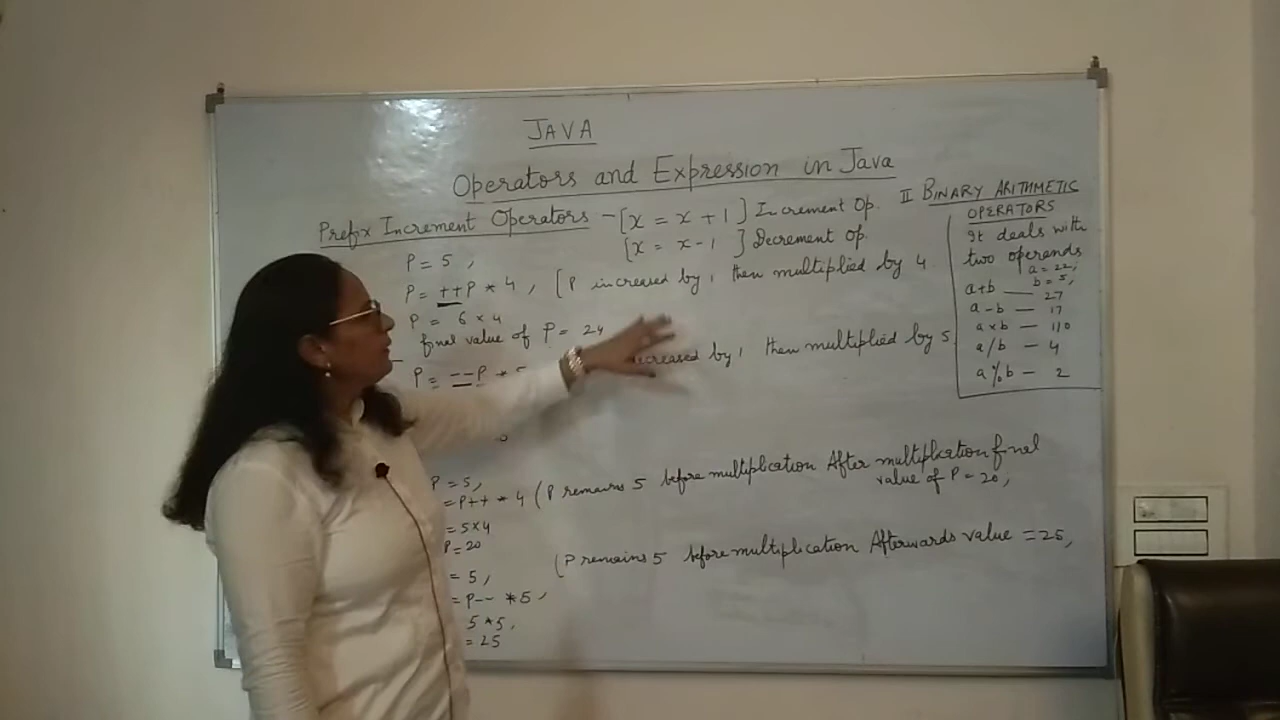 JAVA
Operators and Expression in Java
Prefix Increment Operators - [x = x + 1 ] Increment Op.
[x = x - 1 ] Decrement Op.
P = 5 ,
P = ++P * 4 , [P increased by 1 then multiplied by 4
P = 6 x 4
final value of P = 24
P = --P * 5
creased by 1 then multiplied by 5
P = 5,
= P++ * 4 (P remains 5 before multiplication After multiplication final
value of P = 20,
= 5x4
P = 20
= 5,
(P remains 5 before multiplication Afterwards value = 25,
= P-- *5,
5 *5,
= 25
II BINARY ARITHMETIC
OPERATORS
It deals with
two operands
a = 22,
b = 5,
a+b — 27
a-b — 17
a x b — 110
a/b — 4
a%b — 2